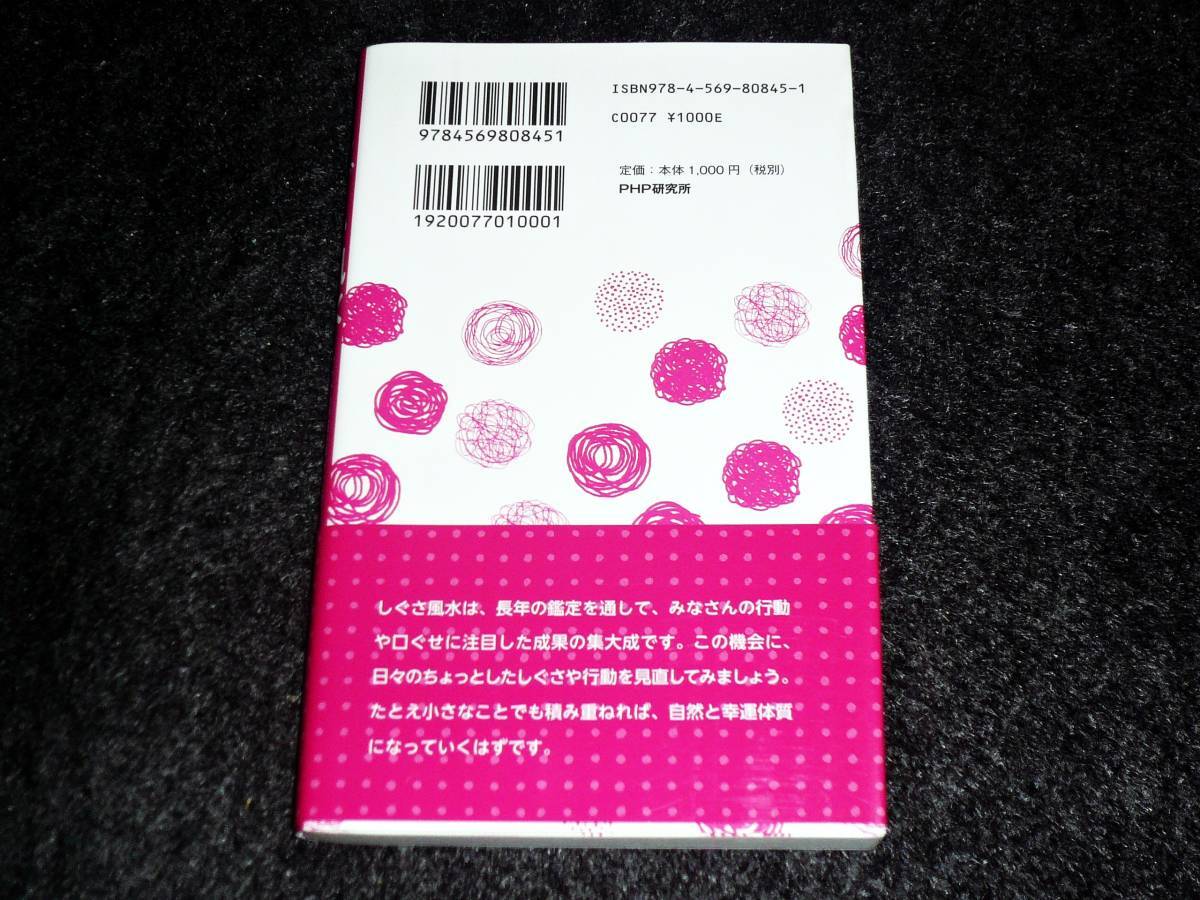 ISBN978-4-569-80845-1
C0077 ¥1000E
9784569808451
定価：本体1,000円（税別）
PHP研究所
1920077010001
しぐさ風水は、長年の鑑定を通して、みなさんの行動
や口ぐせに注目した成果の集大成です。この機会に、
日々のちょっとしたしぐさや行動を見直してみましょう。
たとえ小さなことでも積み重ねれば、自然と幸運体質
になっていくはずです。